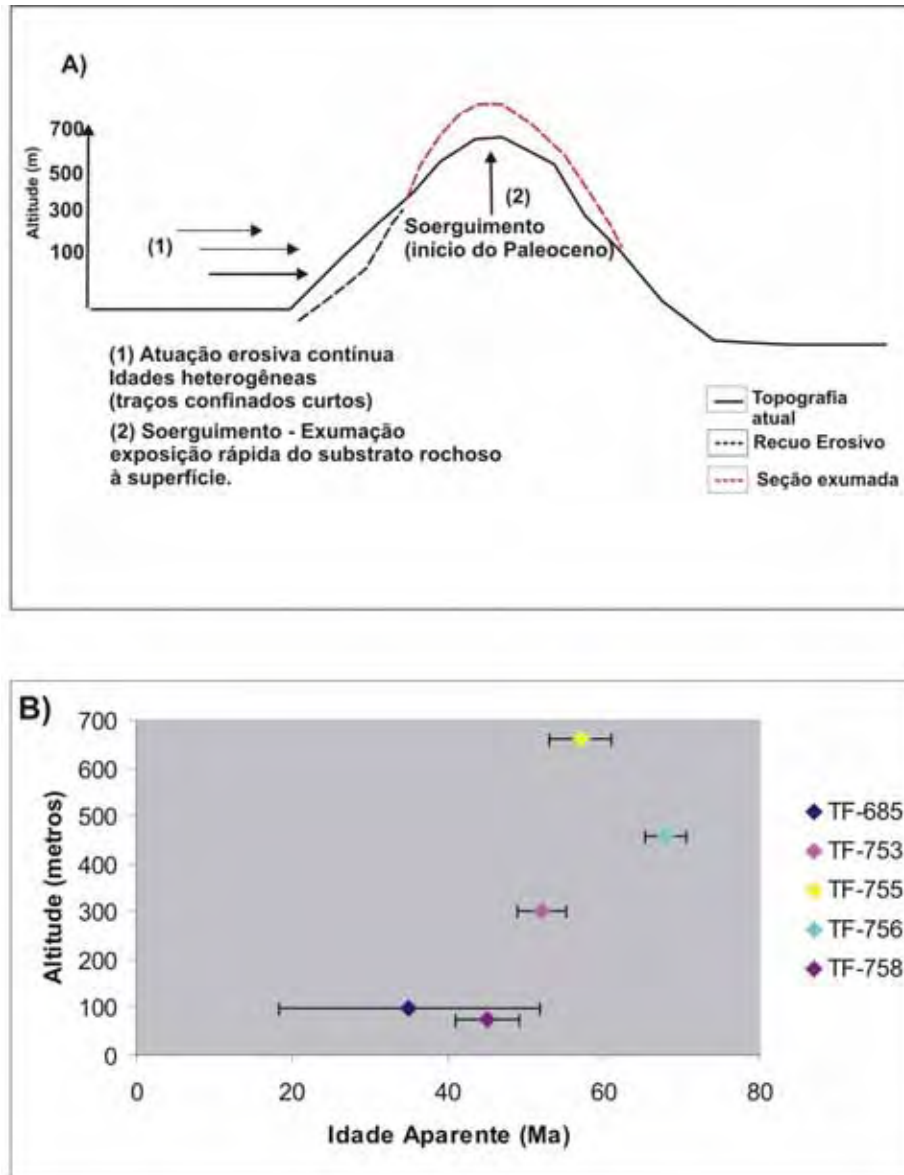 A)
700
500
300
100
Altitude (m)
(1)
(2)
Soerguimento
(início do Paleoceno)
(1) Atuação erosiva contínua
Idades heterogêneas
(traços confinados curtos)
(2) Soerguimento - Exumação
exposição rápida do substrato rochoso
à superfície.
Topografia
atual
Recuo Erosivo
Seção exumada
B)
700
600
500
400
300
200
100
0
Altitude (metros)
0 20 40 60 80
Idade Aparente (Ma)
TF-685
TF-753
TF-755
TF-756
TF-758